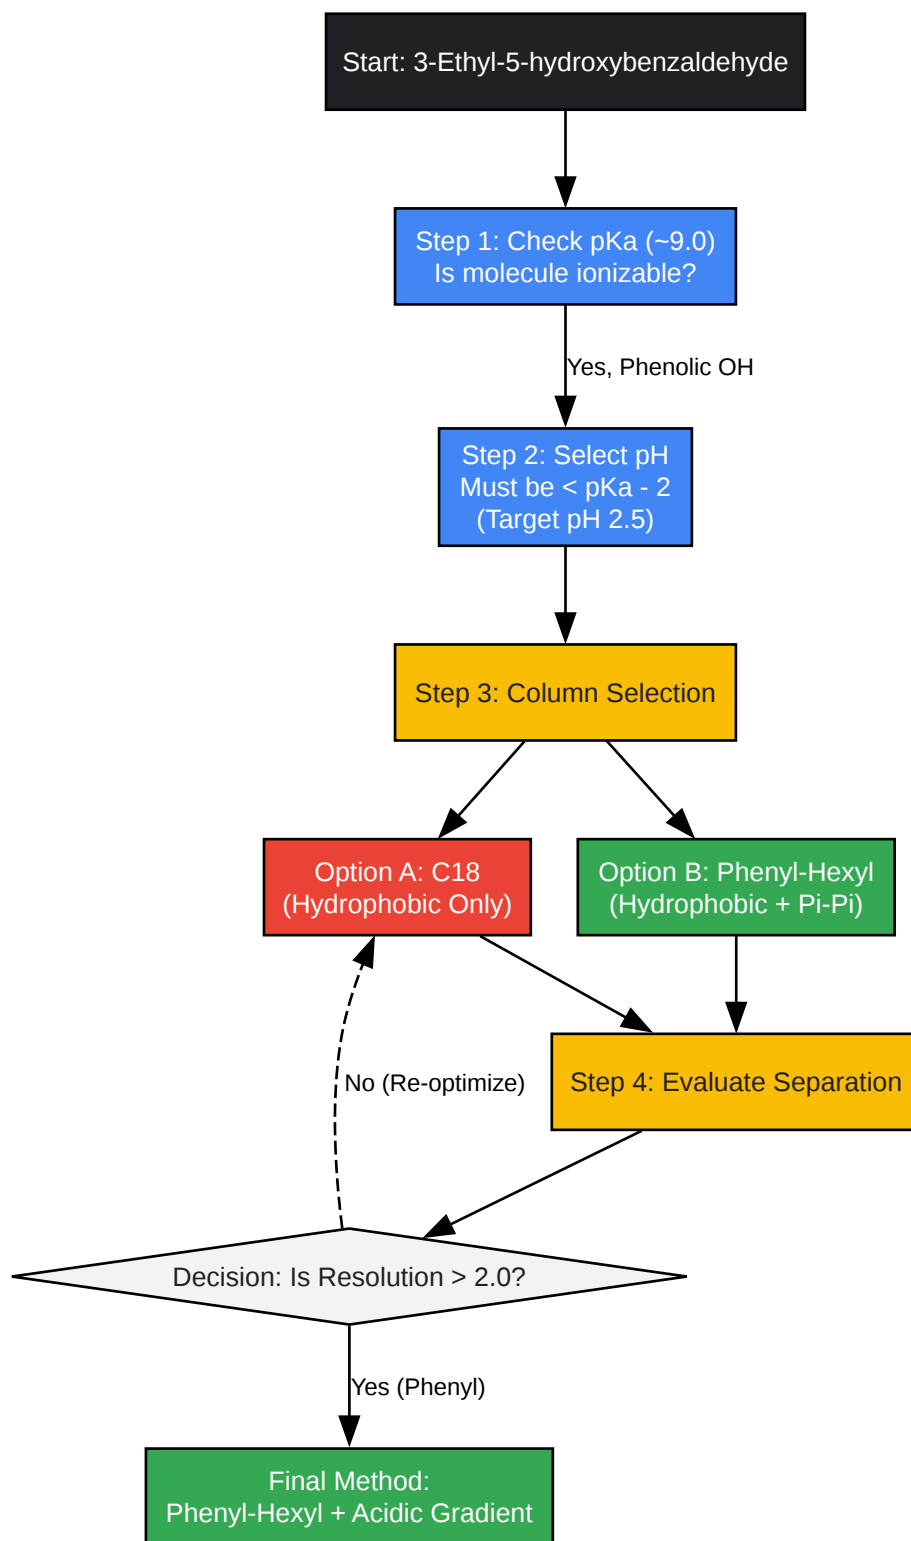 Start: 3-Ethyl-5-hydroxybenzaldehyde
Step 1: Check pKa (~9.0)
Is molecule ionizable?
Yes, Phenolic OH
Step 2: Select pH
Must be < pKa - 2
(Target pH 2.5)
Step 3: Column Selection
Option A: C18
(Hydrophobic Only)
Option B: Phenyl-Hexyl
(Hydrophobic + Pi-Pi)
Step 4: Evaluate Separation
No (Re-optimize)
Decision: Is Resolution > 2.0?
Yes (Phenyl)
Final Method:
Phenyl-Hexyl + Acidic Gradient